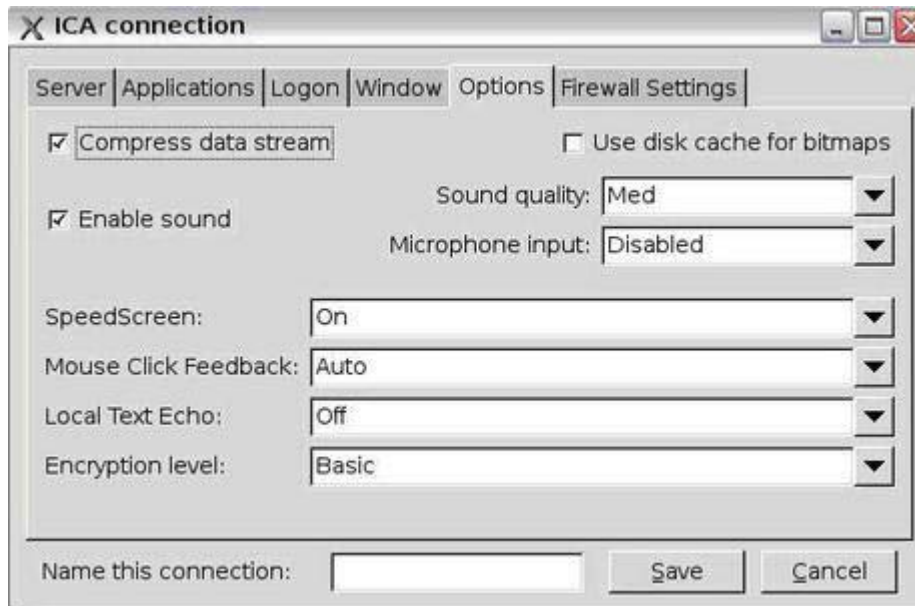 ICA connection
Server Applications Logon Window Options Firewall Settings
Compress data stream
Use disk cache for bitmaps
Sound quality: Med
Enable sound
Microphone input: Disabled
SpeedScreen: On
Mouse Click Feedback: Auto
Local Text Echo: Off
Encryption level: Basic
Name this connection: Save Cancel